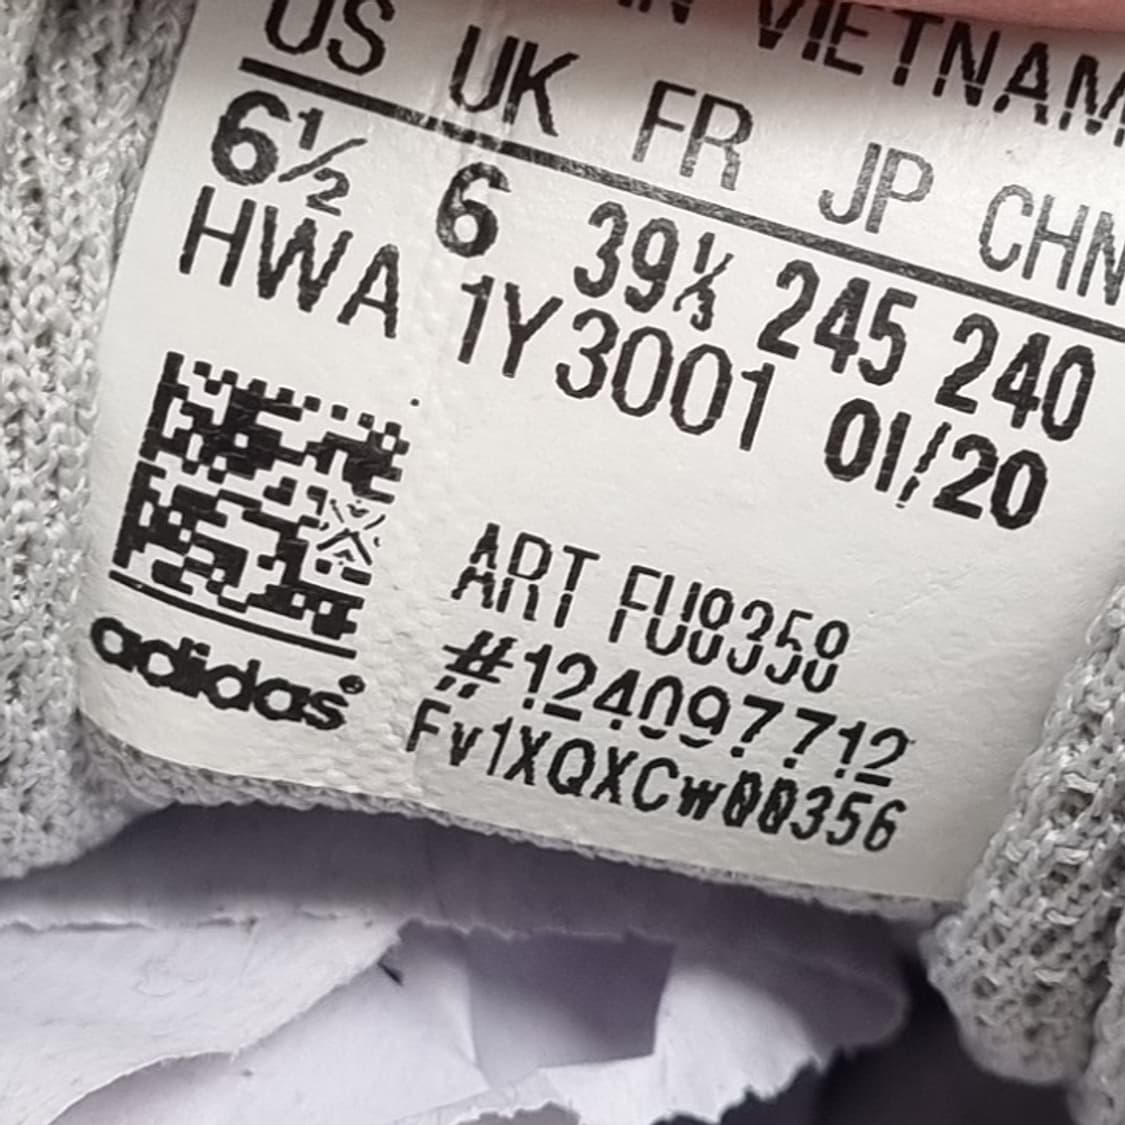 IN VIETNAM
US UK FR JP CHN
6½ 6 39⅓ 245 240
HWA 1Y3001 01/20
ART FU8358
#124097712
Fv1XQXCw00356
adidas®